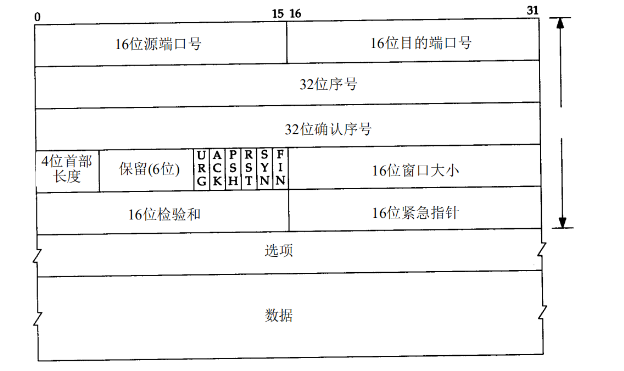 0 15 16 31
16位源端口号 16位目的端口号
32位序号
32位确认序号
4位首部长度 保留(6位) URG ACK PSH RST SYN FIN 16位窗口大小
16位检验和 16位紧急指针
选项
数据